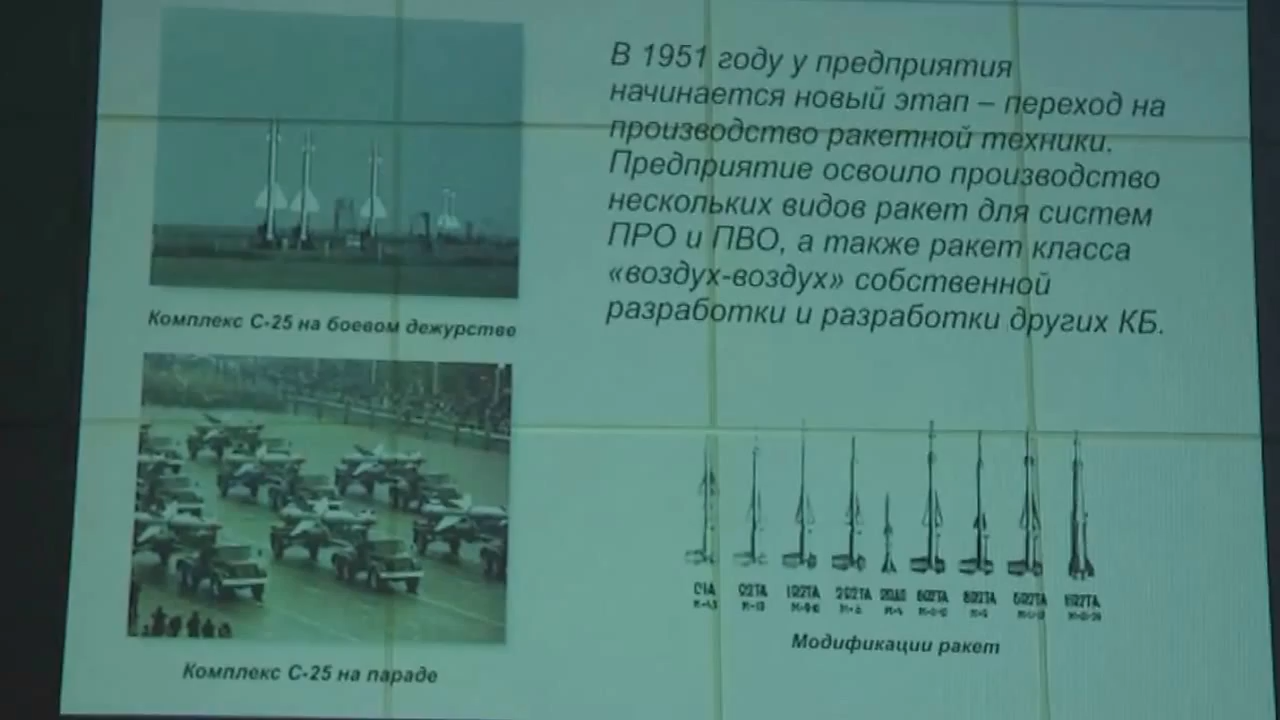 В 1951 году у предприятия
начинается новый этап – переход на
производство ракетной техники.
Предприятие освоило производство
нескольких видов ракет для систем
ПРО и ПВО, а также ракет класса
«воздух-воздух» собственной
разработки и разработки других КБ.
Комплекс С-25 на боевом дежурстве
Комплекс С-25 на параде
Модификации ракет